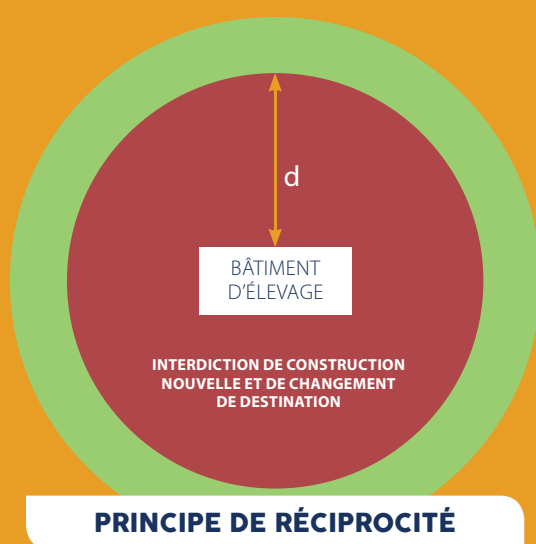 d
BÂTIMENT
D'ÉLEVAGE
INTERDICTION DE CONSTRUCTION
NOUVELLE ET DE CHANGEMENT
DE DESTINATION
PRINCIPE DE RÉCIPROCITÉ